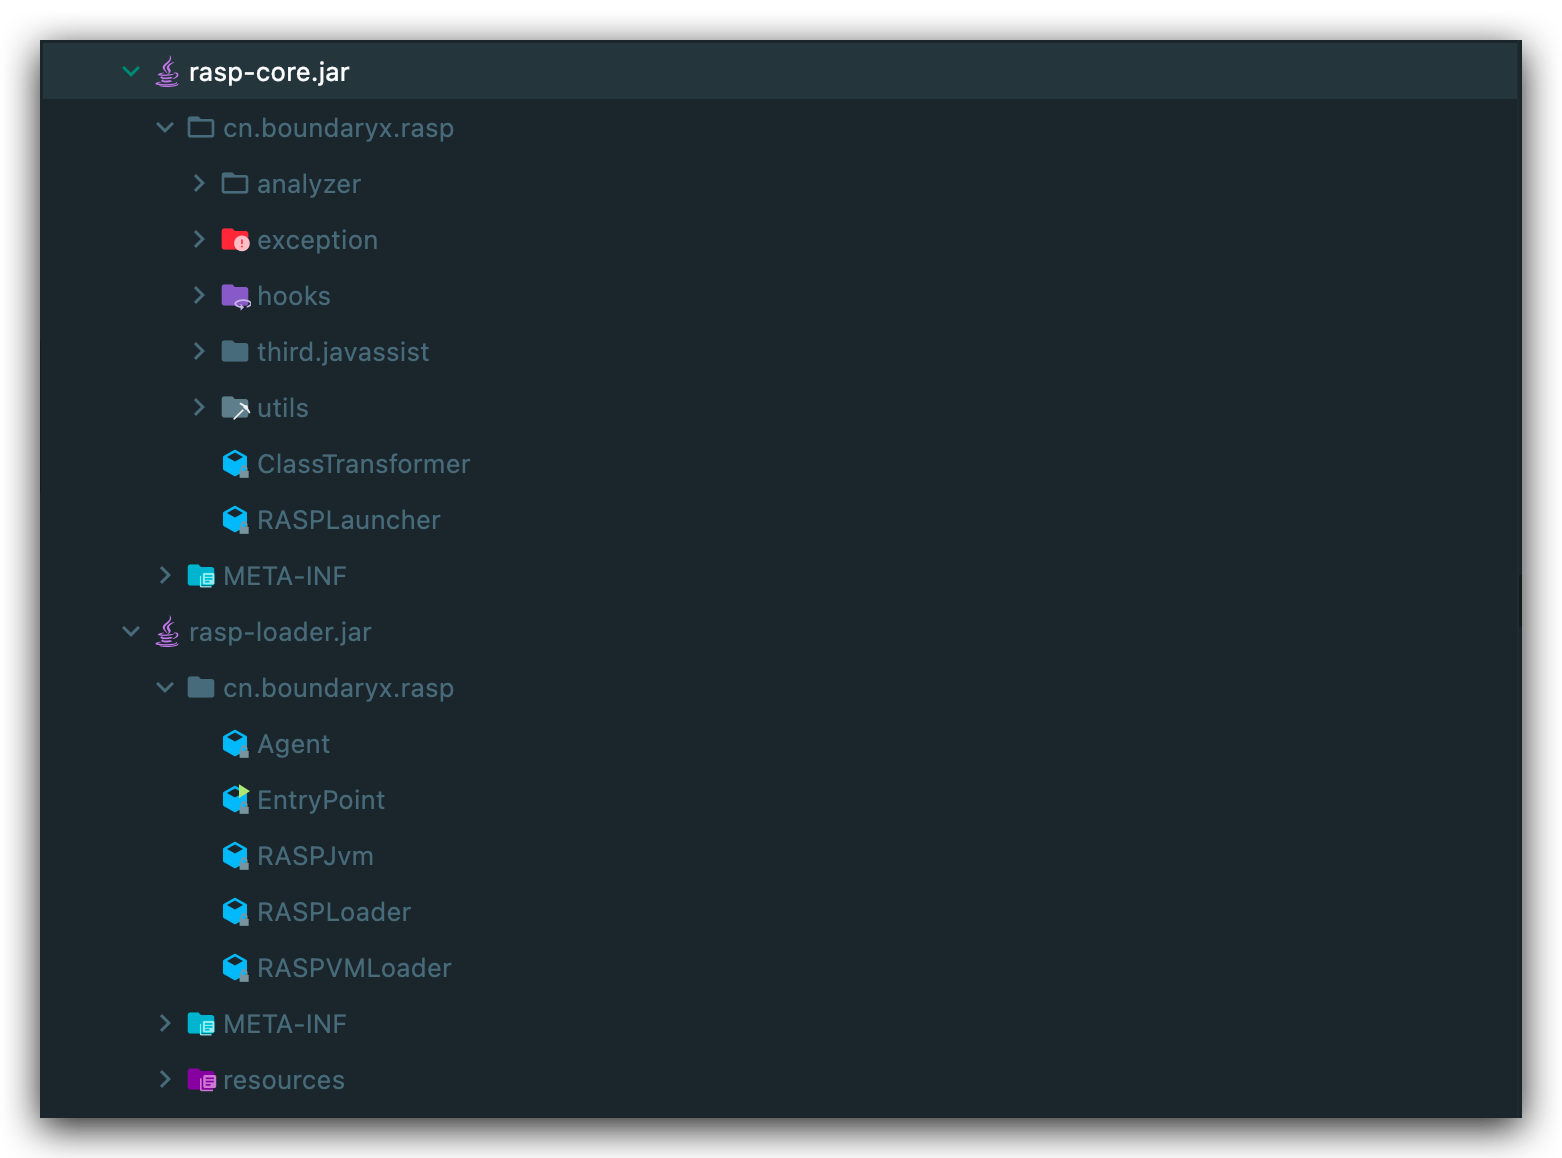 rasp-core.jar
cn.boundaryx.rasp
analyzer
exception
hooks
third.javassist
utils
ClassTransformer
RASPLauncher
META-INF
rasp-loader.jar
cn.boundaryx.rasp
Agent
EntryPoint
RASPJvm
RASPLoader
RASPVMLoader
META-INF
resources